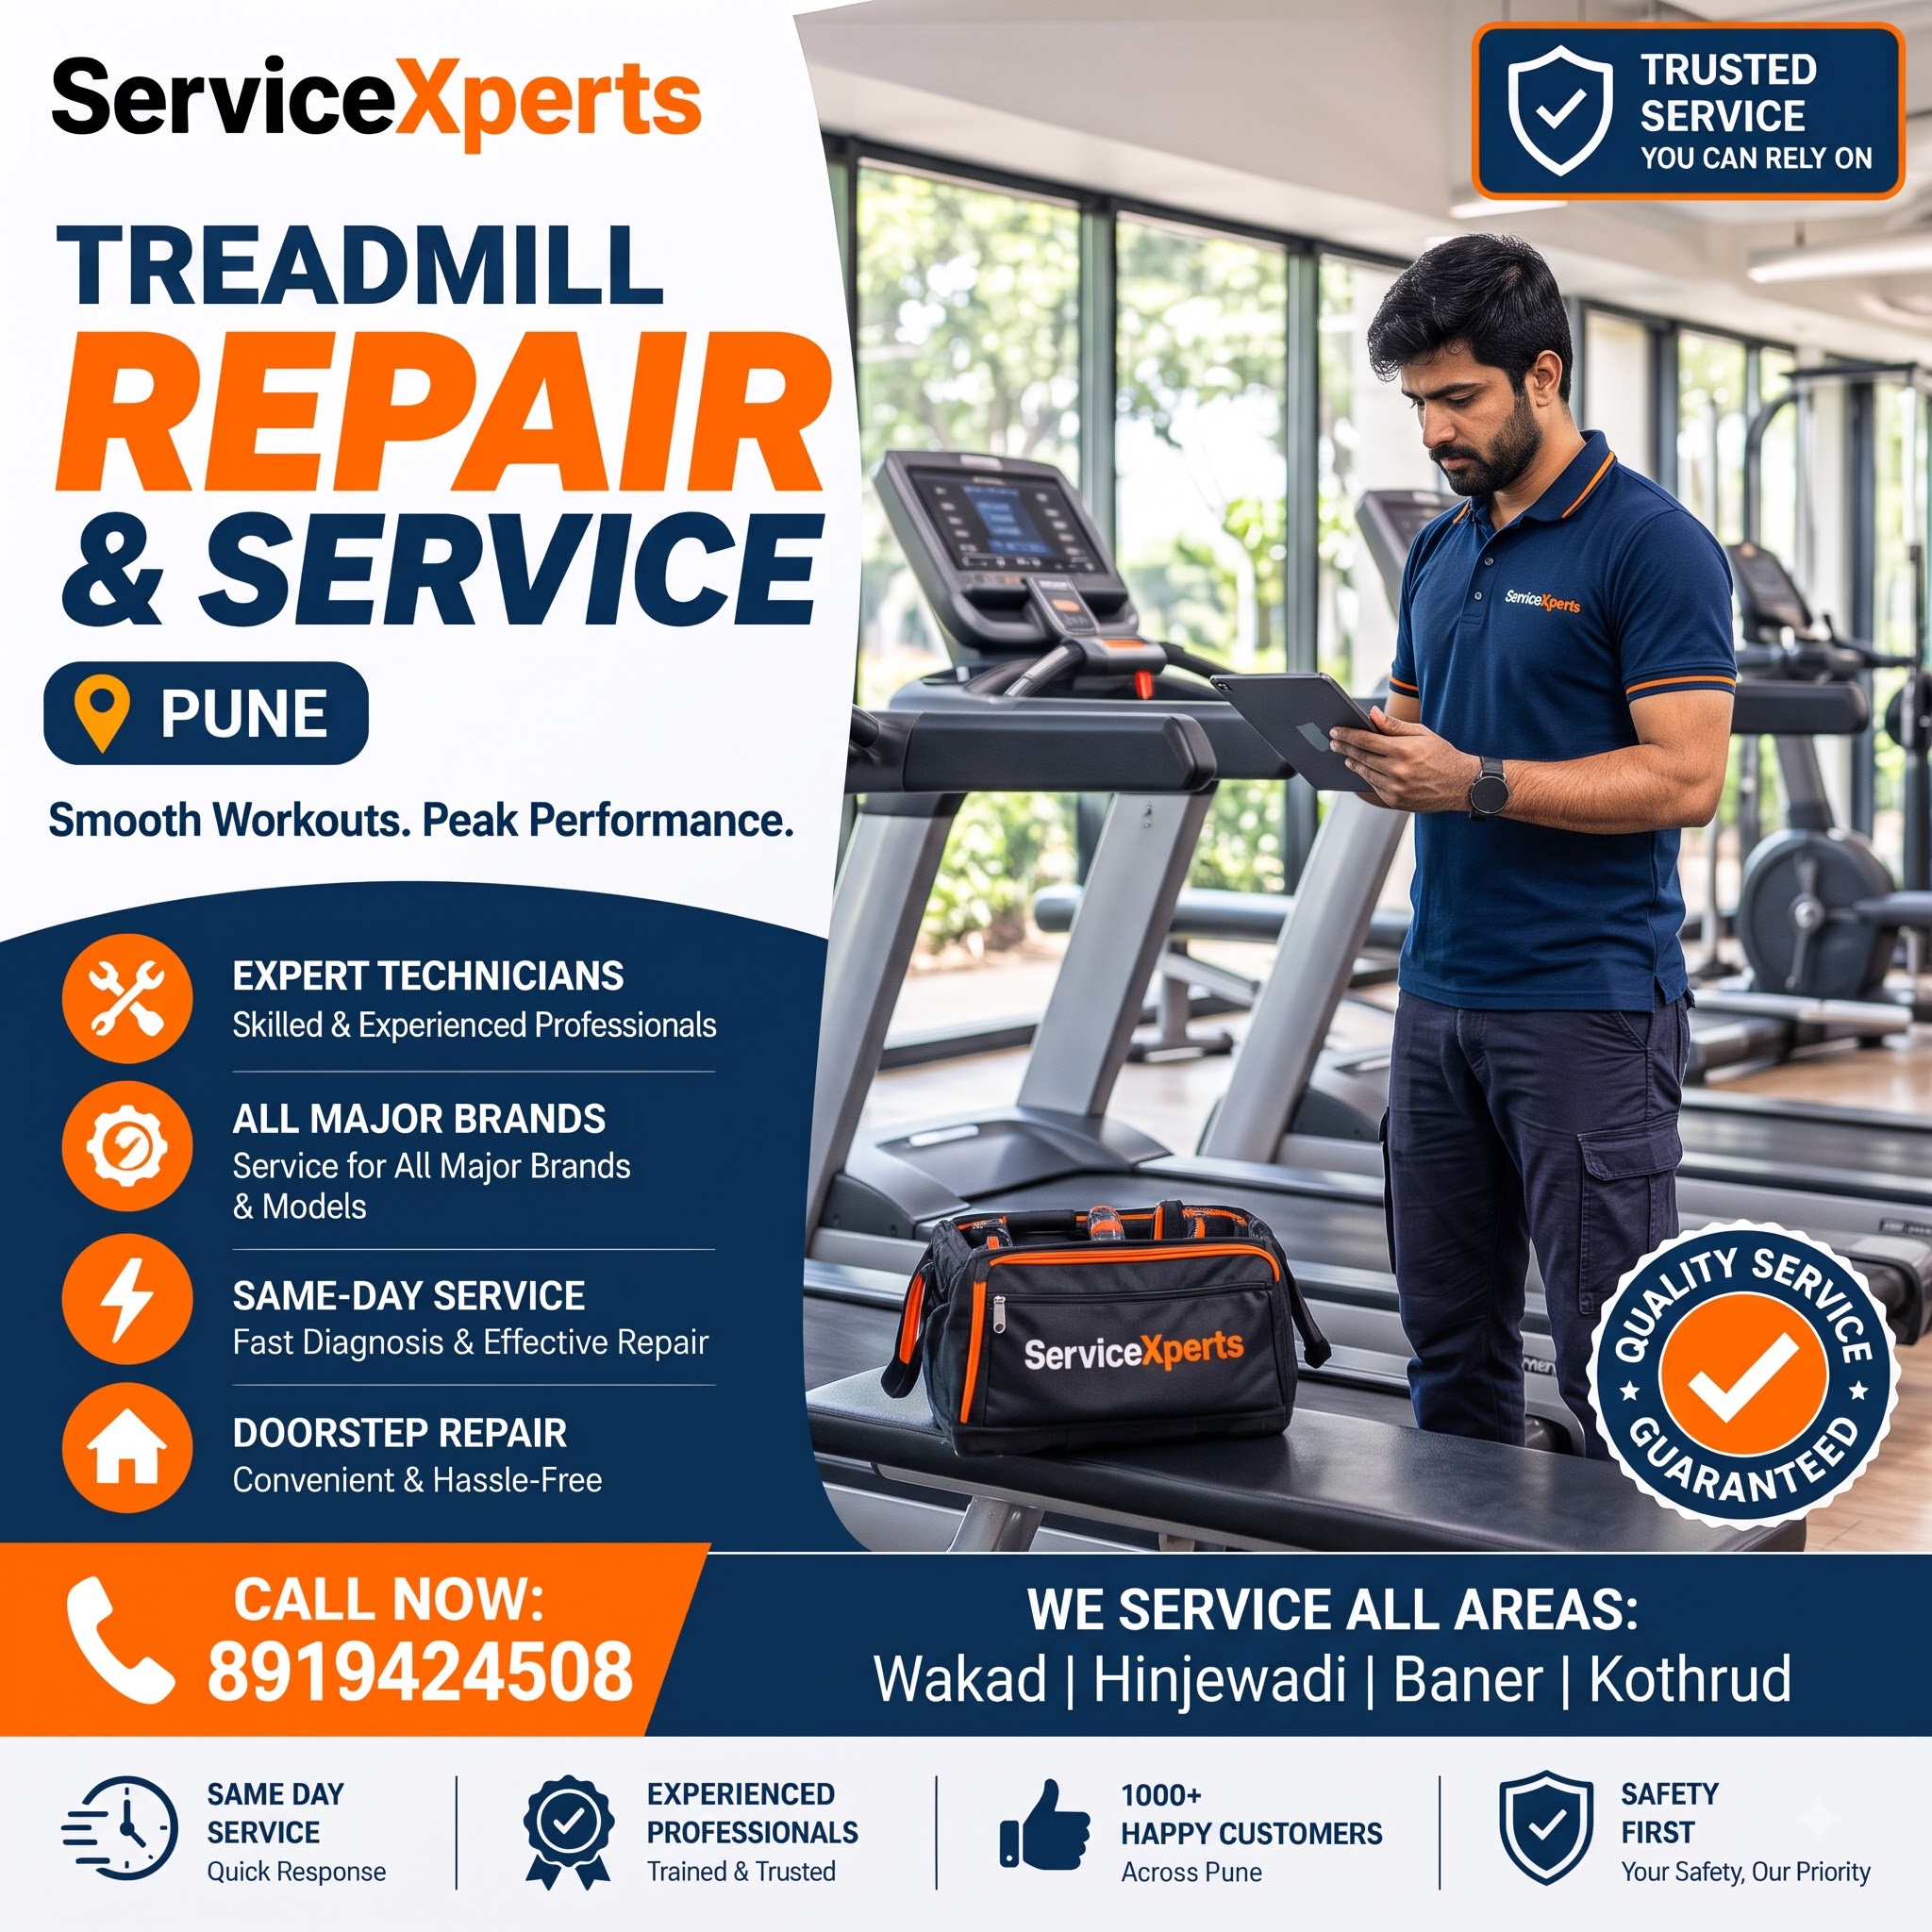 ServiceXperts
TRUSTED
SERVICE
YOU CAN RELY ON
TREADMILL
REPAIR
& SERVICE
PUNE
Smooth Workouts. Peak Performance.
EXPERT TECHNICIANS
Skilled & Experienced Professionals
ALL MAJOR BRANDS
Service for All Major Brands
& Models
SAME-DAY SERVICE
Fast Diagnosis & Effective Repair
DOORSTEP REPAIR
Convenient & Hassle-Free
ServiceXperts
ServiceXperts
QUALITY SERVICE
GUARANTEED
CALL NOW:
8919424508
WE SERVICE ALL AREAS:
Wakad | Hinjewadi | Baner | Kothrud
SAME DAY
SERVICE
Quick Response
EXPERIENCED
PROFESSIONALS
Trained & Trusted
1000+
HAPPY CUSTOMERS
Across Pune
SAFETY
FIRST
Your Safety, Our Priority